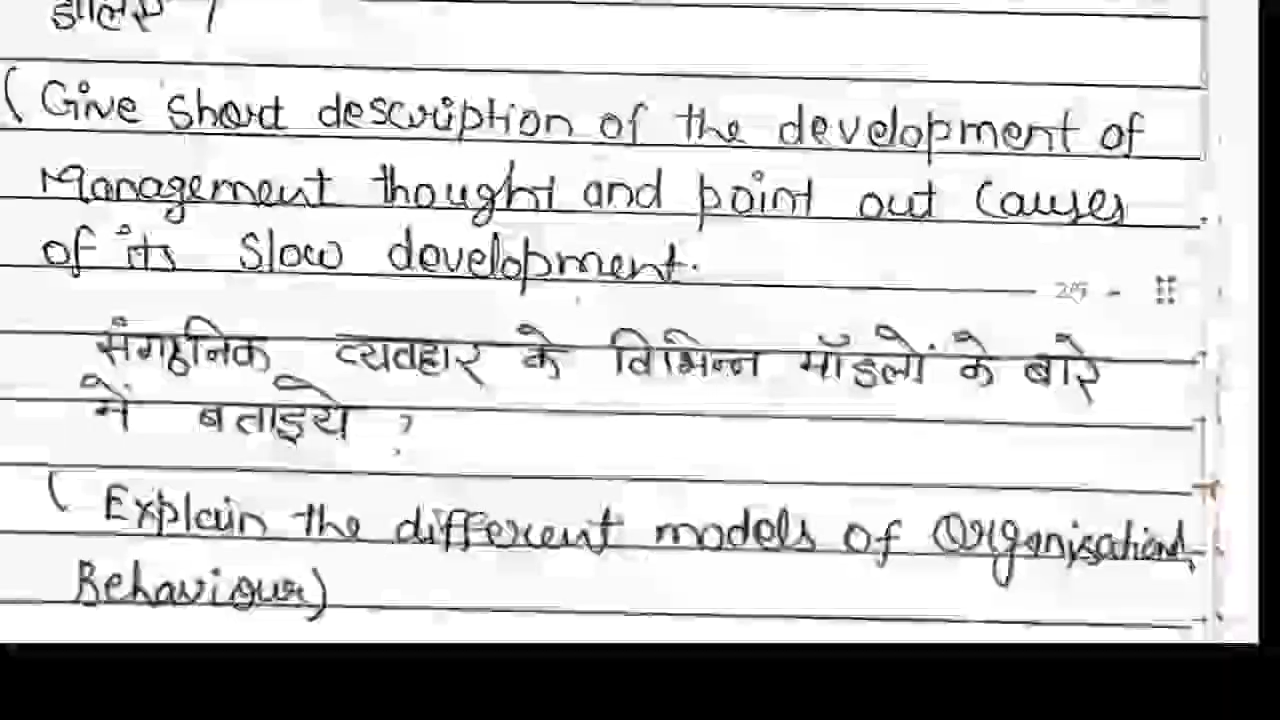 डालिए ।
( Give short description of the development of
Management thought and point out causes
of its slow development.
संगठनिक व्यवहार के विभिन्न मॉडलों के बारे
में बताइये ?
( Explain the different models of Organisational
Behaviour)